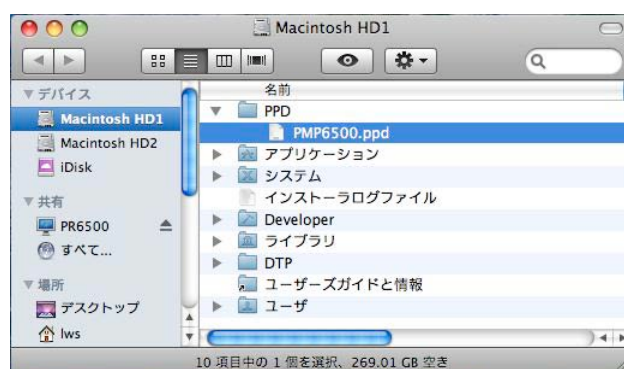 Macintosh HD1
デバイス
Macintosh HD1
Macintosh HD2
iDisk
共有
PR6500
すべて...
場所
デスクトップ
lws
名前
PPD
PMP6500.ppd
アプリケーション
システム
インストーラログファイル
Developer
ライブラリ
DTP
ユーザーズガイドと情報
ユーザ
10 項目中の 1 個を選択、269.01 GB 空き